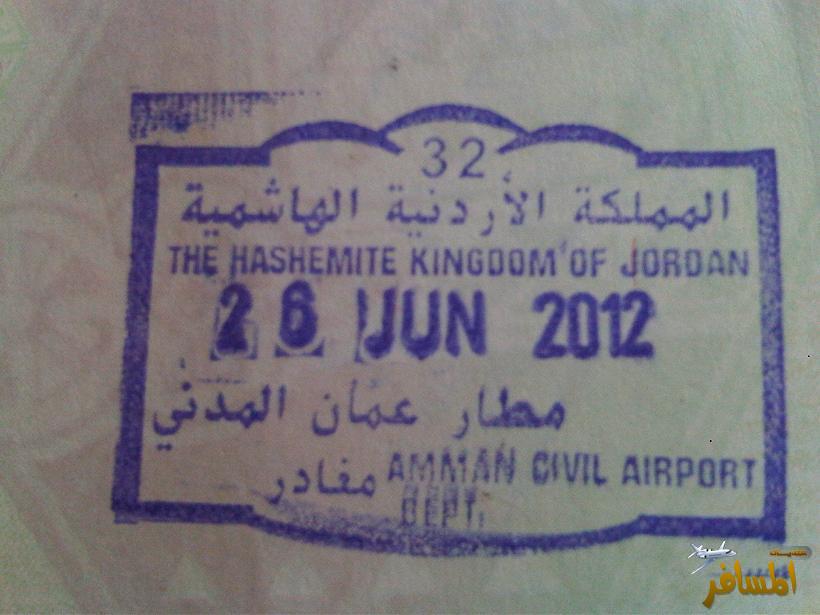 32
المملكة الأردنية الهاشمية
THE HASHEMITE KINGDOM OF JORDAN
26 JUN 2012
مطار عمان المدني
مغادر AMMAN CIVIL AIRPORT
DEPT.
المسافر